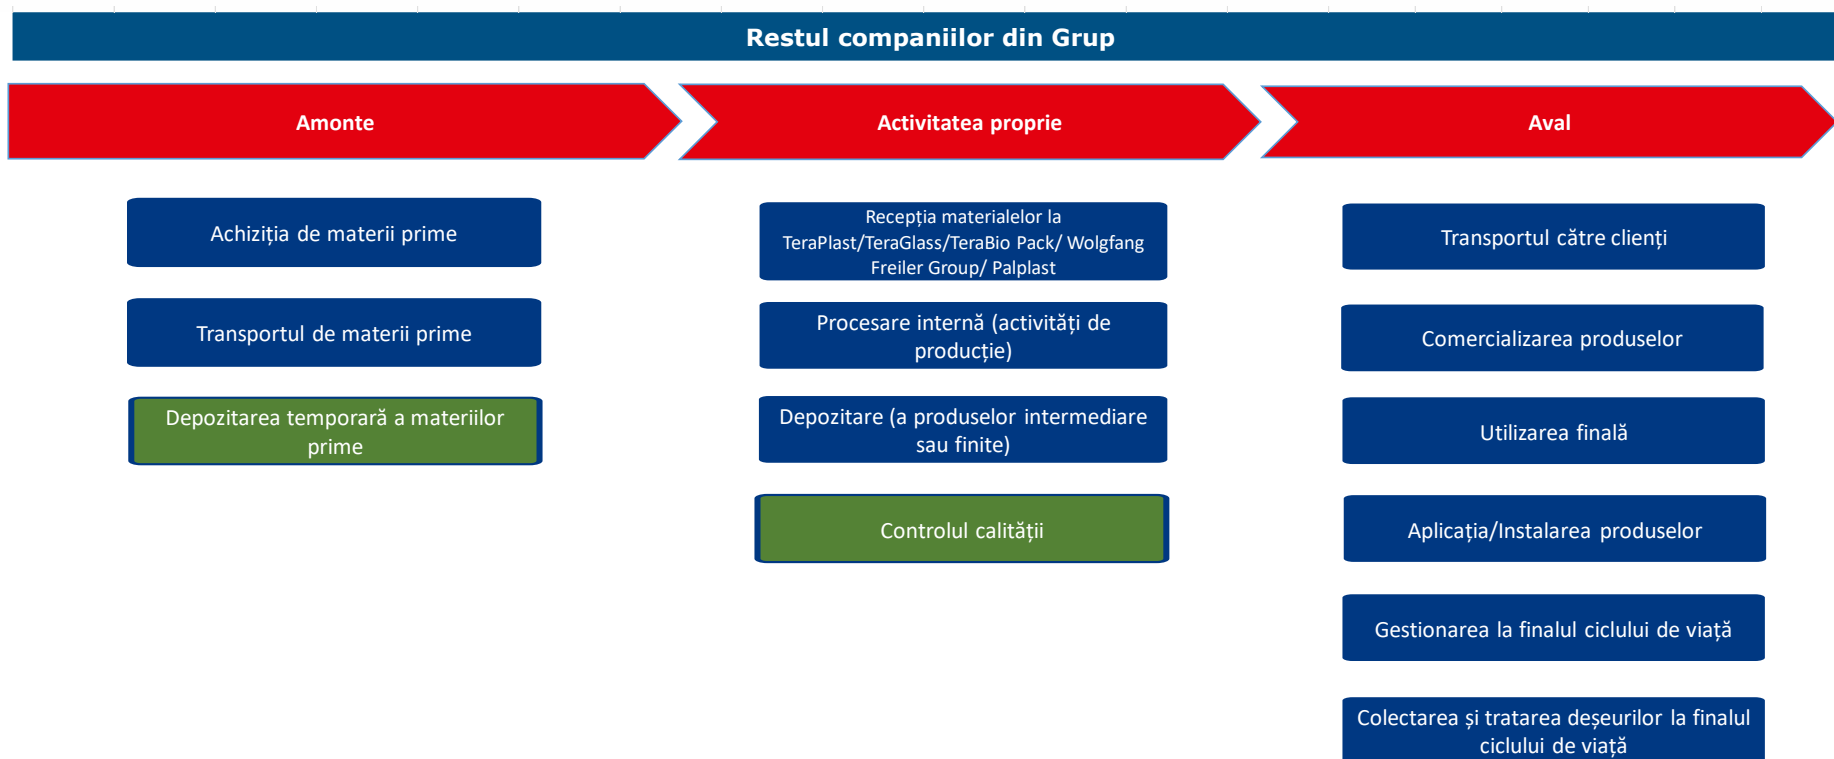 Restul companiilor din Grup
Amonte
Activitatea proprie
Aval
Achiziția de materii prime
Transportul de materii prime
Depozitarea temporară a materiilor
prime
Recepția materialelor la
TeraPlast/TeraGlass/TeraBio Pack/ Wolgfang
Freiler Group/ Palplast
Procesare internă (activități de
producție)
Depozitare (a produselor intermediare
sau finite)
Controlul calității
Transportul către clienți
Comercializarea produselor
Utilizarea finală
Aplicația/Instalarea produselor
Gestionarea la finalul ciclului de viață
Colectarea și tratarea deșeurilor la finalul
ciclului de viață